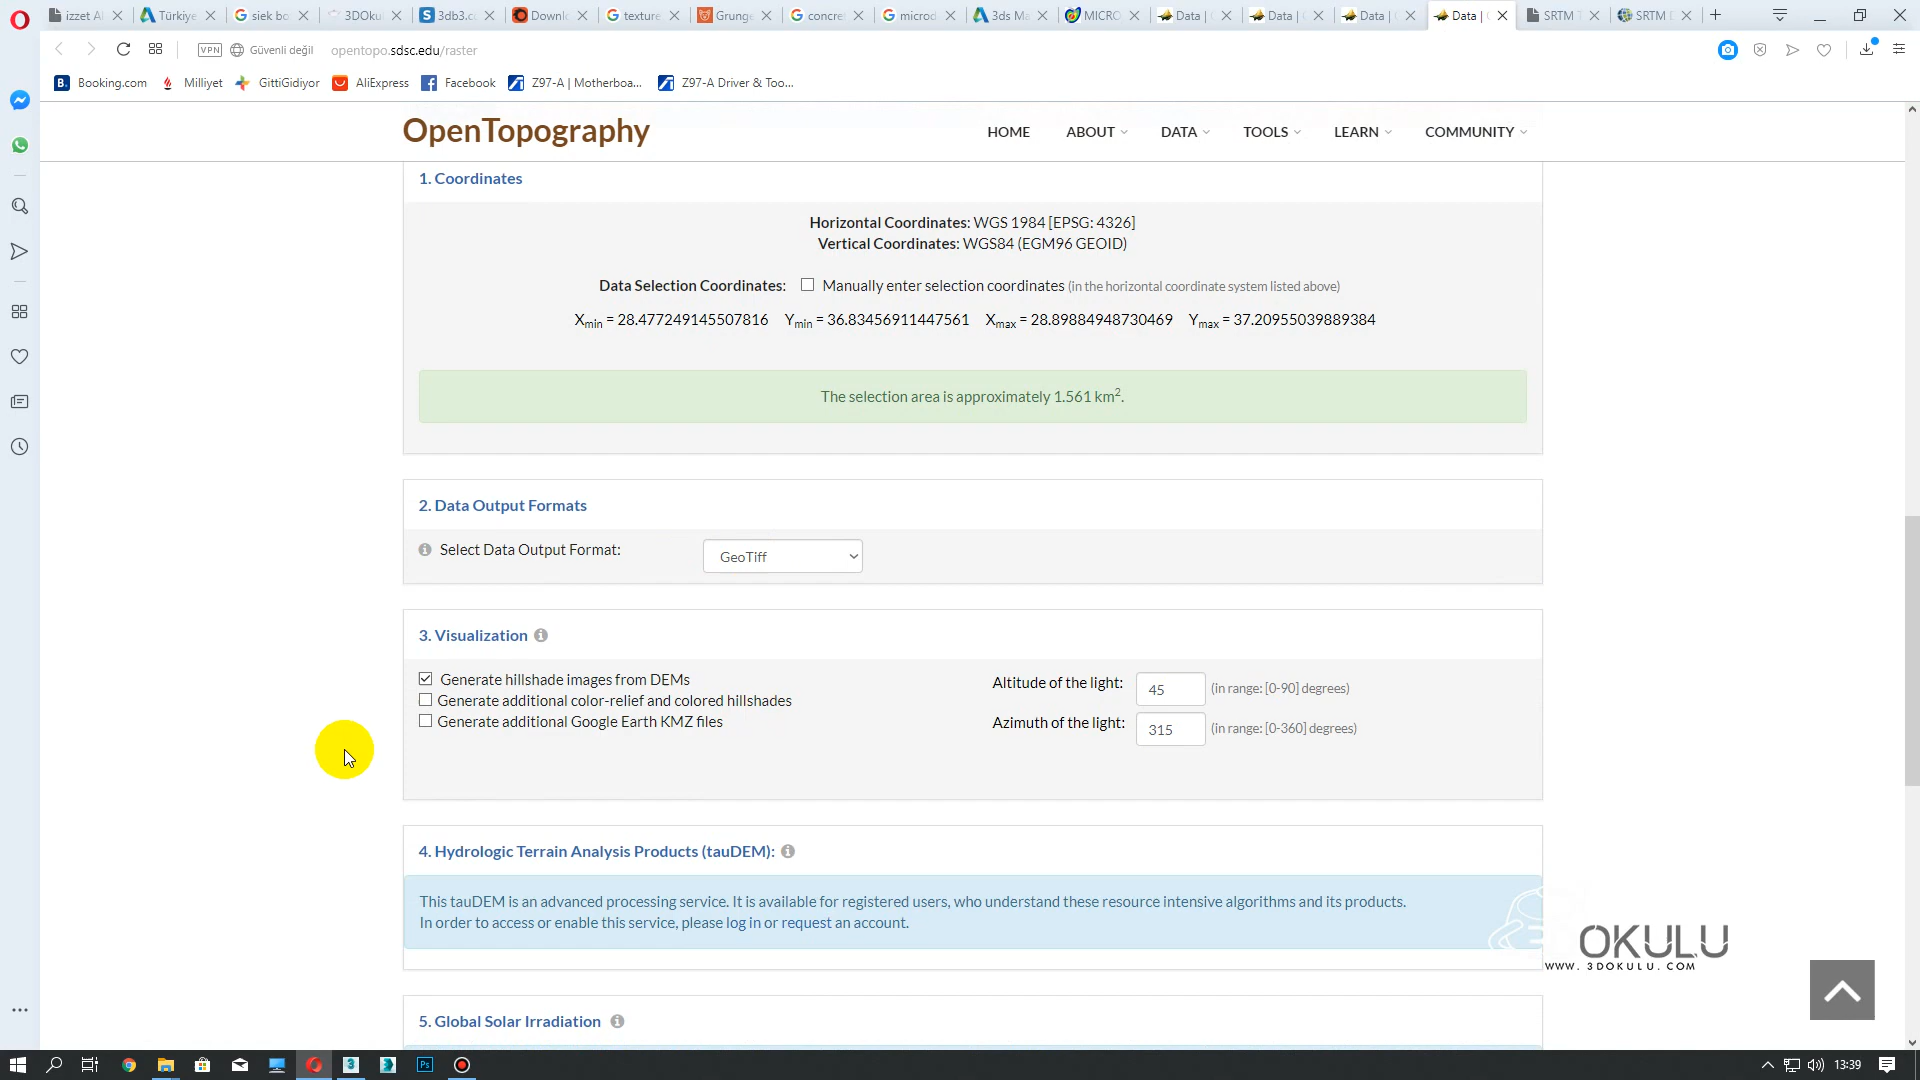 izzet Al
Türkiye
siek bo
3DOkul
3db3.c
Downl
texture
Grunge
concre
microd
3ds Ma
MICRO
Data |
Data |
Data |
Data |
SRTM
SRTM
VPN
Güvenli değil
opentopo.sdsc.edu/raster
B.
Booking.com
Milliyet
GittiGidiyor
AliExpress
Facebook
Z97-A | Motherboa...
Z97-A Driver & Too...
OpenTopography
HOME
ABOUT
DATA
TOOLS
LEARN
COMMUNITY
1. Coordinates
Horizontal Coordinates: WGS 1984 [EPSG: 4326]
Vertical Coordinates: WGS84 (EGM96 GEOID)
Data Selection Coordinates: Manually enter selection coordinates (in the horizontal coordinate system listed above)
Xmin = 28.477249145507816 Ymin = 36.83456911447561 Xmax = 28.89884948730469 Ymax = 37.20955039889384
The selection area is approximately 1.561 km².
2. Data Output Formats
Select Data Output Format:
GeoTiff
3. Visualization
Generate hillshade images from DEMs
Generate additional color-relief and colored hillshades
Generate additional Google Earth KMZ files
Altitude of the light: 45 (in range: [0-90] degrees)
Azimuth of the light: 315 (in range: [0-360] degrees)
4. Hydrologic Terrain Analysis Products (tauDEM):
This tauDEM is an advanced processing service. It is available for registered users, who understand these resource intensive algorithms and its products.
In order to access or enable this service, please log in or request an account.
OKULU
WWW.3DOKULU.COM
5. Global Solar Irradiation
3
Ps
13:39